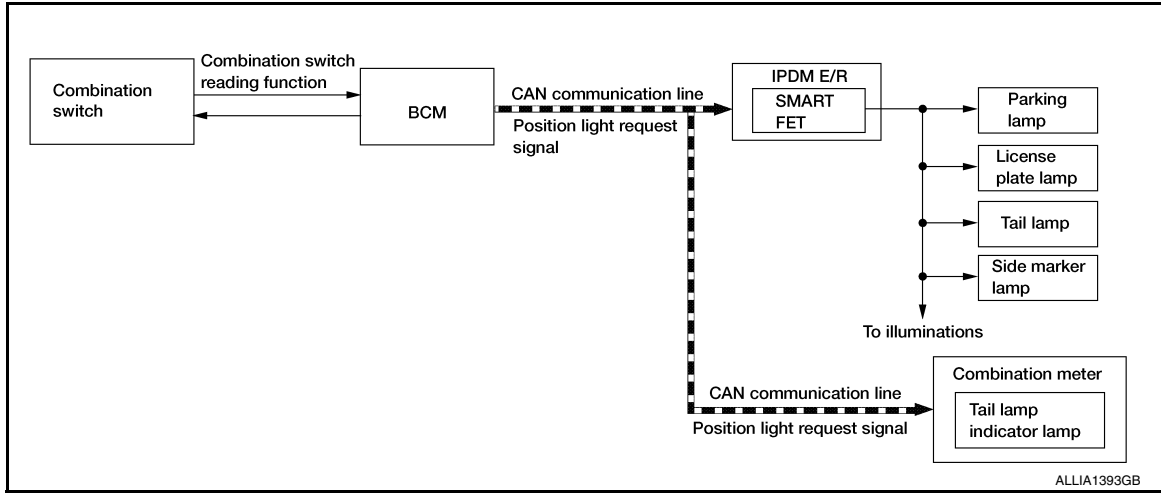 Combination
switch
Combination switch
reading function
BCM
CAN communication line
Position light request
signal
IPDM E/R
SMART
FET
Parking
lamp
License
plate lamp
Tail lamp
Side marker
lamp
To illuminations
CAN communication line
Position light request signal
Combination meter
Tail lamp
indicator lamp
ALLIA1393GB